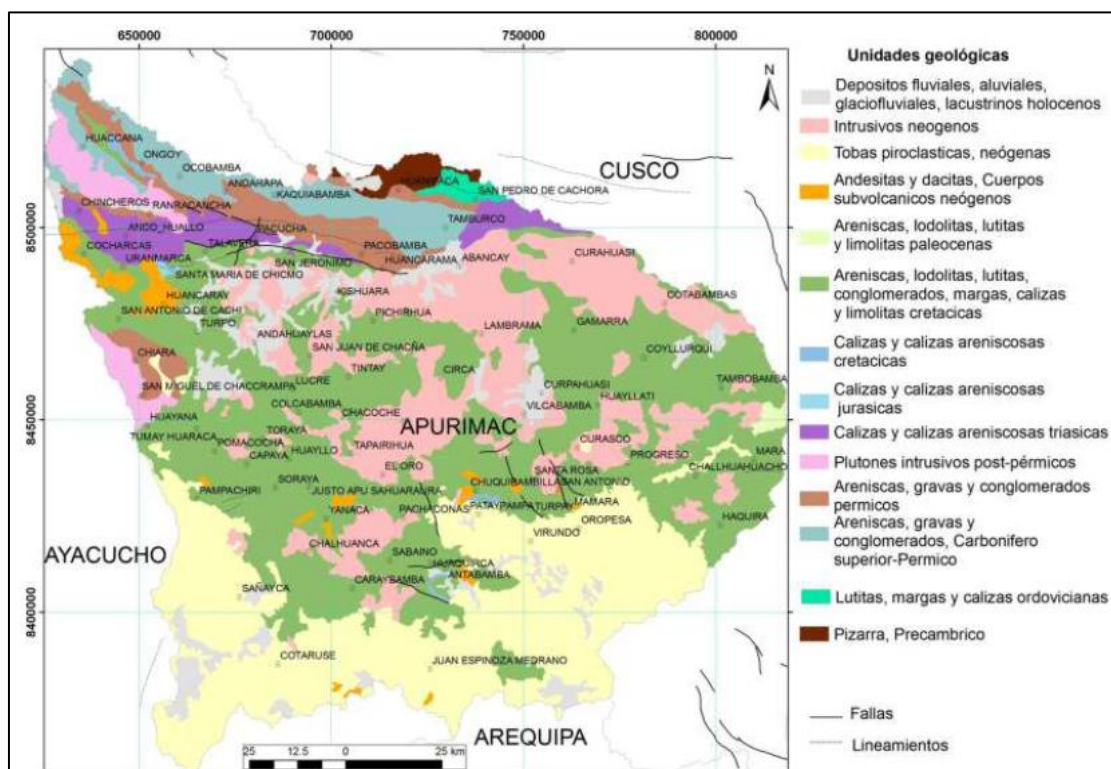 650000 700000 750000 800000
N
8500000
8450000
8400000
CUSCO
APURIMAC
AYACUCHO
AREQUIPA
HUACCANA
ONGOY
OCOBAMBA
ANDAHAPA
KAQUIABAMBA
SAN PEDRO DE CACHORA
CHINCHEROS
RANRACANCHA
ANCO_HUALLO
PACUCHA
TAMBURCO
COCHARCAS
TALAVERA
PACOBAMBA
URANMARCA
SAN JERONIMO
HUANCARAMA
ABANCAY
CURAHUASI
SANTA MARIA DE CHICMO
KISHUARA
HUANCARAY
COTABAMBAS
SAN ANTONIO DE CACHI
TURPO
PICHIRHUA
GAMARRA
ANDAHUAYLAS
LAMBRAMA
CHIARA
SAN JUAN DE CHACÑA
COYLLURQUI
SAN MIGUEL DE CHACCRAMPA
LUCRE
TINTAY
CIRCA
CURPAHUASI
TAMBOBAMBA
HUAYANA
COLCABAMBA
CHACOCHE
VILCABAMBA
HUAYLLATI
TUMAY HUARACA
TORAYA
POMACOCHA
HUAYLLO
TAPAIRIHUA
CURASCO
CAPAYA
PROGRESO
MARA
EL ORO
SANTA ROSA
CHALLHUAHUACHO
SORAYA
CHUQUIBAMBILLA
SAN ANTONIO
PAMPACHIRI
JUSTO APU SAHUARAURA
YANACA
PACHACONAS
PATAYPAMPA
TURPAY
MAMARA
HAQUIRA
OROPESA
VIRUNDO
CHALHUANCA
SABAINO
HUAQUIRCA
ANTABAMBA
CARAYBAMBA
SAÑAYCA
COTARUSE
JUAN ESPINOZA MEDRANO
25 12.5 0 25 km
Unidades geológicas
Depositos fluviales, aluviales,
glaciofluviales, lacustrinos holocenos
Intrusivos neogenos
Tobas piroclasticas, neógenas
Andesitas y dacitas, Cuerpos
subvolcanicos neógenos
Areniscas, lodolitas, lutitas
y limolitas paleocenas
Areniscas, lodolitas, lutitas,
conglomerados, margas, calizas
y limolitas cretacicas
Calizas y calizas areniscosas
cretacicas
Calizas y calizas areniscosas
jurasicas
Calizas y calizas areniscosas triasicas
Plutones intrusivos post-pérmicos
Areniscas, gravas y conglomerados
permicos
Areniscas, gravas y
conglomerados, Carbonifero
superior-Permico
Lutitas, margas y calizas ordovicianas
Pizarra, Precambrico
Fallas
Lineamientos